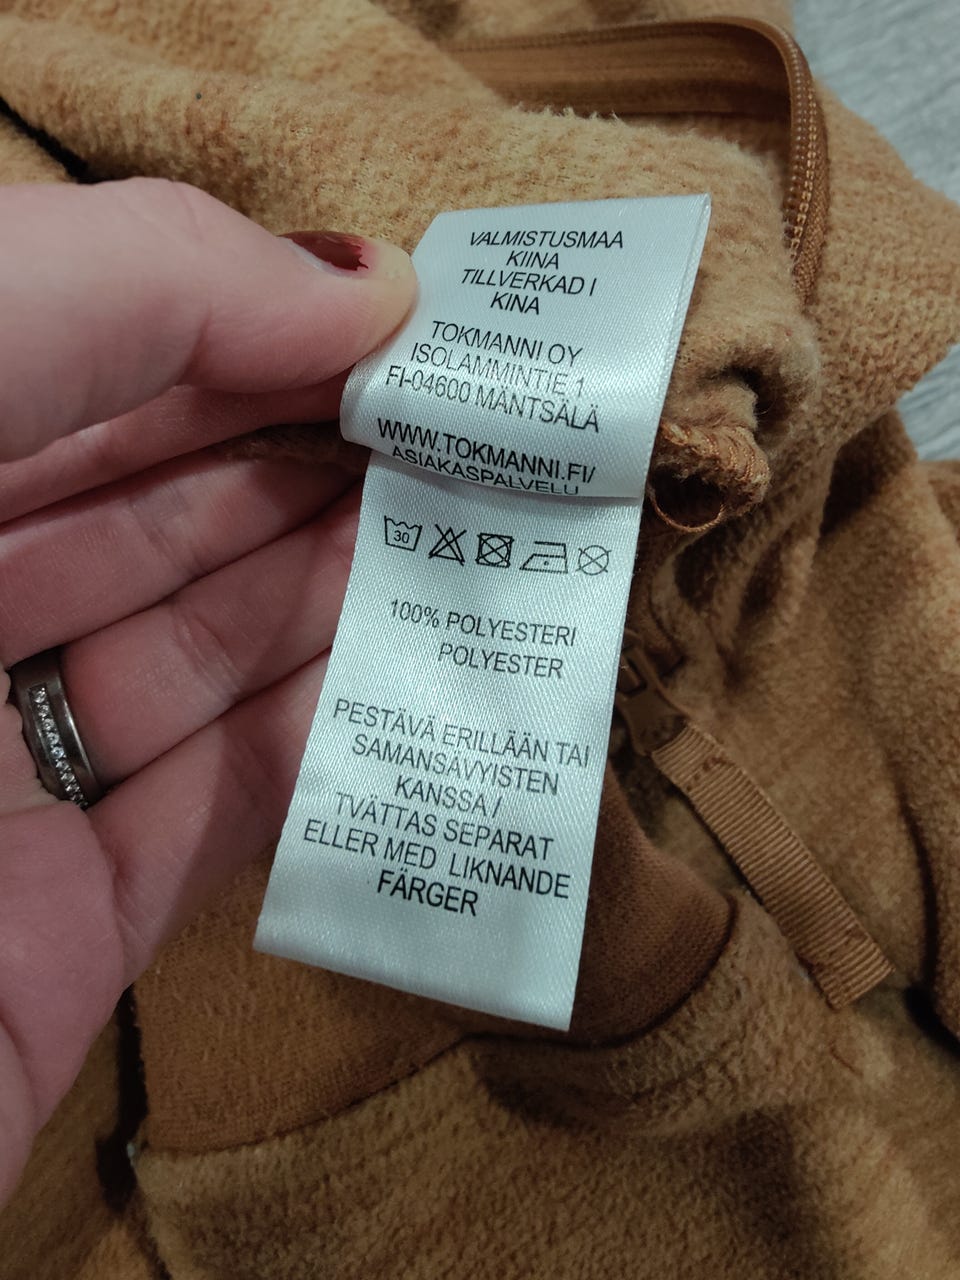 VALMISTUSMAA
KIINA
TILLVERKAD I
KINA
TOKMANNI OY
ISOLAMMINTIE 1
FI-04600 MÄNTSÄLÄ
WWW.TOKMANNI.FI/
ASIAKASPALVELU
30
100% POLYESTERI
POLYESTER
PESTÄVÄ ERILLÄÄN TAI
SAMANSÄVYISTEN
KANSSA /
TVÄTTAS SEPARAT
ELLER MED LIKNANDE
FÄRGER